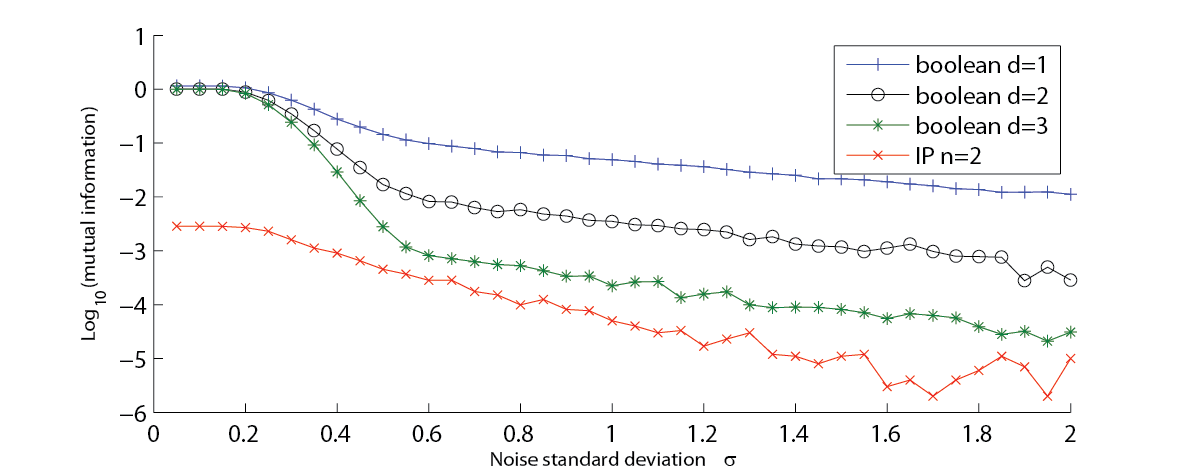 1
0
−1
−2
−3
−4
−5
−6
Log10(mutual information)
boolean d=1
boolean d=2
boolean d=3
IP n=2
0 0.2 0.4 0.6 0.8 1 1.2 1.4 1.6 1.8 2
Noise standard deviation σ